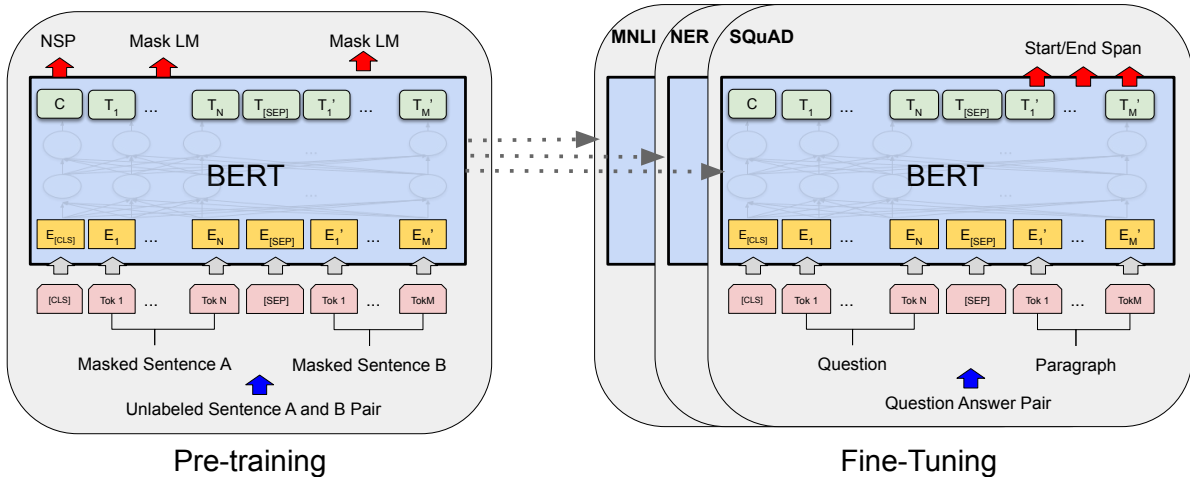 NSP Mask LM Mask LM
C T1 ... TN T[SEP] T1' ... TM'
...
BERT
...
E[CLS] E1 ... EN E[SEP] E1' ... EM'
[CLS] Tok 1 ... Tok N [SEP] Tok 1 ... TokM
Masked Sentence A Masked Sentence B
Unlabeled Sentence A and B Pair
Pre-training
MNLI NER SQuAD
Start/End Span
C T1 ... TN T[SEP] T1' ... TM'
...
BERT
...
E[CLS] E1 ... EN E[SEP] E1' ... EM'
[CLS] Tok 1 ... Tok N [SEP] Tok 1 ... TokM
Question Paragraph
Question Answer Pair
Fine-Tuning